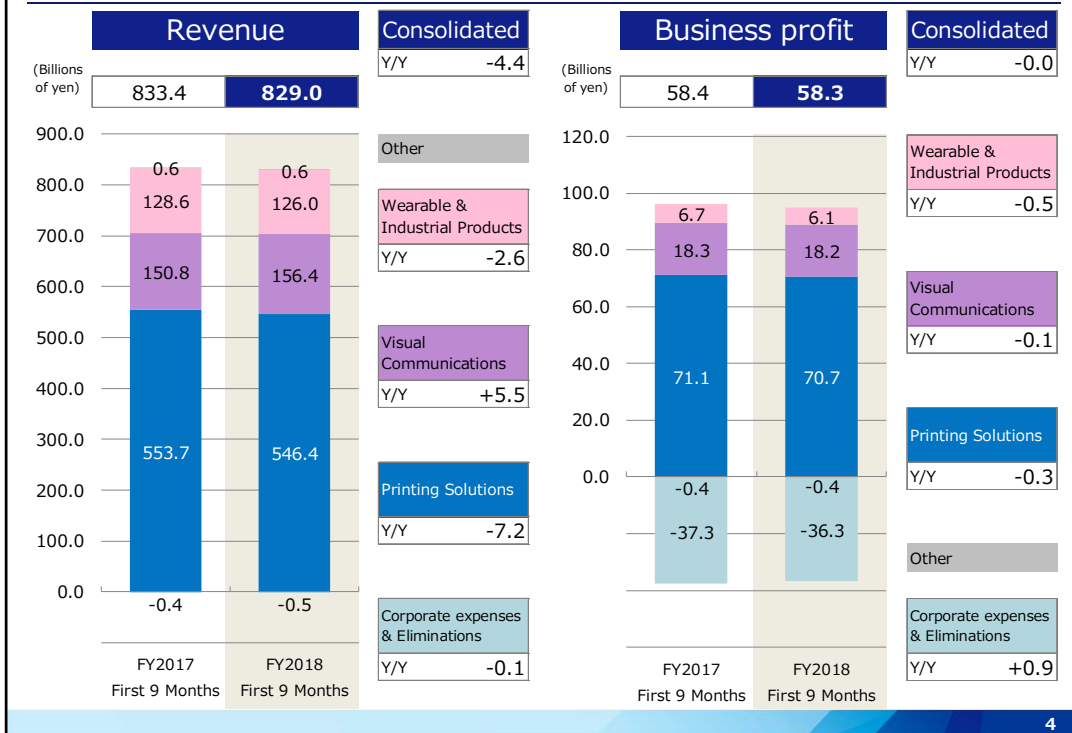 Revenue
Consolidated
Y/Y -4.4
(Billions
of yen)
833.4 829.0
900.0
800.0
700.0
600.0
500.0
400.0
300.0
200.0
100.0
0.0
0.6 0.6
128.6 126.0
150.8 156.4
553.7 546.4
-0.4 -0.5
FY2017 FY2018
First 9 Months First 9 Months
Other
Wearable &
Industrial Products
Y/Y -2.6
Visual
Communications
Y/Y +5.5
Printing Solutions
Y/Y -7.2
Corporate expenses
& Eliminations
Y/Y -0.1
Business profit
Consolidated
Y/Y -0.0
(Billions
of yen)
58.4 58.3
120.0
100.0
80.0
60.0
40.0
20.0
0.0
6.7 6.1
18.3 18.2
71.1 70.7
-0.4 -0.4
-37.3 -36.3
FY2017 FY2018
First 9 Months First 9 Months
Wearable &
Industrial Products
Y/Y -0.5
Visual
Communications
Y/Y -0.1
Printing Solutions
Y/Y -0.3
Other
Corporate expenses
& Eliminations
Y/Y +0.9
4